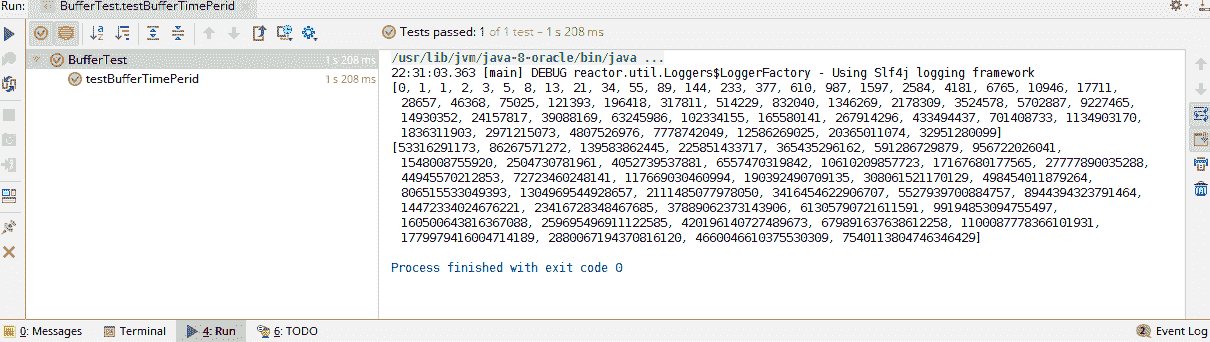 Run: BufferTest.testBufferTimePerid
Tests passed: 1 of 1 test – 1 s 208 ms
BufferTest 1 s 208 ms
testBufferTimePerid 1 s 208 ms
/usr/lib/jvm/java-8-oracle/bin/java ...
22:31:03.363 [main] DEBUG reactor.util.Loggers$LoggerFactory - Using Slf4j logging framework
[0, 1, 1, 2, 3, 5, 8, 13, 21, 34, 55, 89, 144, 233, 377, 610, 987, 1597, 2584, 4181, 6765, 10946, 17711,
28657, 46368, 75025, 121393, 196418, 317811, 514229, 832040, 1346269, 2178309, 3524578, 5702887, 9227465,
14930352, 24157817, 39088169, 63245986, 102334155, 165580141, 267914296, 433494437, 701408733, 1134903170,
1836311903, 2971215073, 4807526976, 7778742049, 12586269025, 20365011074, 32951280099]
[53316291173, 86267571272, 139583862445, 225851433717, 365435296162, 591286729879, 956722026041,
1548008755920, 2504730781961, 4052739537881, 6557470319842, 10610209857723, 17167680177565, 27777890035288,
44945570212853, 72723460248141, 117669030460994, 190392490709135, 308061521170129, 498454011879264,
806515533049393, 1304969544928657, 2111485077978050, 3416454622906707, 5527939700884757, 8944394323791464,
14472334024676221, 23416728348467685, 37889062373143906, 61305790721611591, 99194853094755497,
160500643816367088, 259695496911122585, 420196140727489673, 679891637638612258, 1100087778366101931,
1779979416004714189, 2880067194370816120, 4660046610375530309, 7540113804746346429]
Process finished with exit code 0
0: Messages Terminal 4: Run 6: TODO 2 Event Log